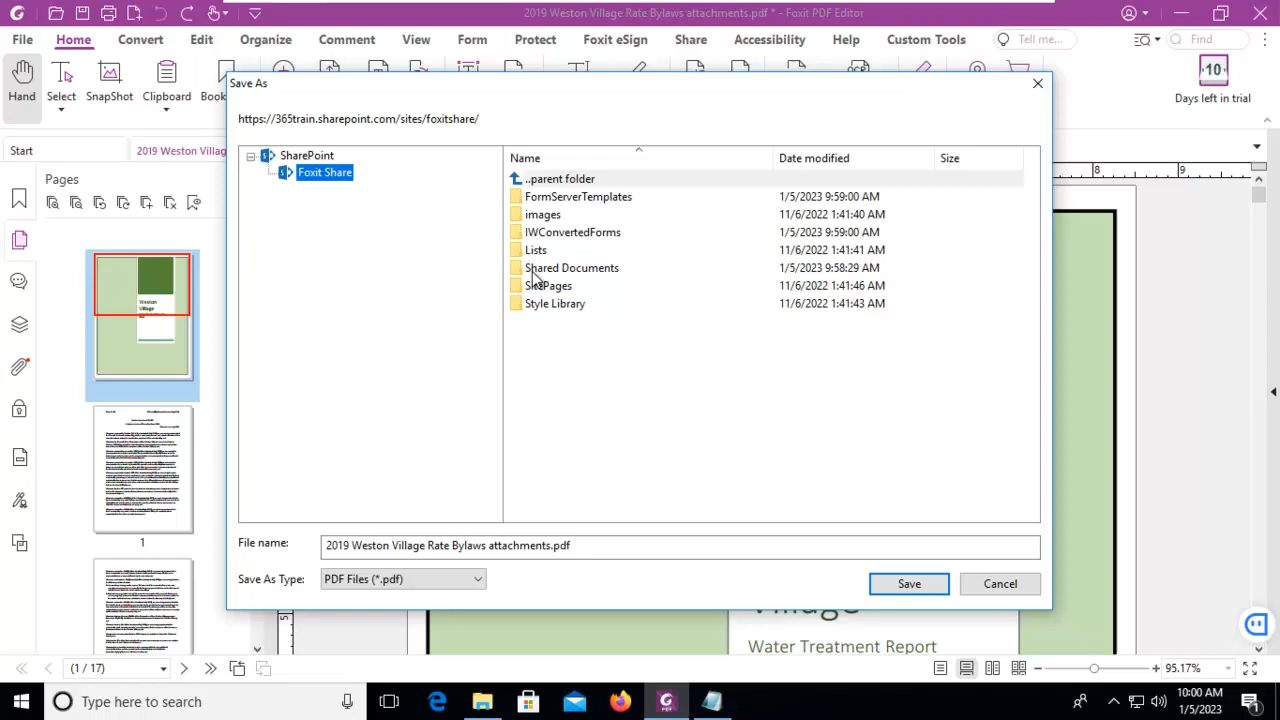 2019 Weston Village Rate Bylaws attachments.pdf * - Foxit PDF Editor
File Home Convert Edit Organize Comment View Form Protect Foxit eSign Share Accessibility Help Custom Tools Tell me... Find
Hand Select SnapShot Clipboard Book
10
Days left in trial
Start 2019 Weston Villag
Pages
Save As
https://365train.sharepoint.com/sites/foxitshare/
SharePoint
Foxit Share
Name Date modified Size
..parent folder
FormServerTemplates 1/5/2023 9:59:00 AM
images 11/6/2022 1:41:40 AM
IWConvertedForms 1/5/2023 9:59:00 AM
Lists 11/6/2022 1:41:41 AM
Shared Documents 1/5/2023 9:58:29 AM
SitePages 11/6/2022 1:41:46 AM
Style Library 11/6/2022 1:41:43 AM
File name: 2019 Weston Village Rate Bylaws attachments.pdf
Save As Type: PDF Files (*.pdf)
Save Cancel
8 9
Weston
Village
1
5
Village
Water Treatment Report
(1 / 17) 95.17%
Type here to search
10:00 AM
1/5/2023
1